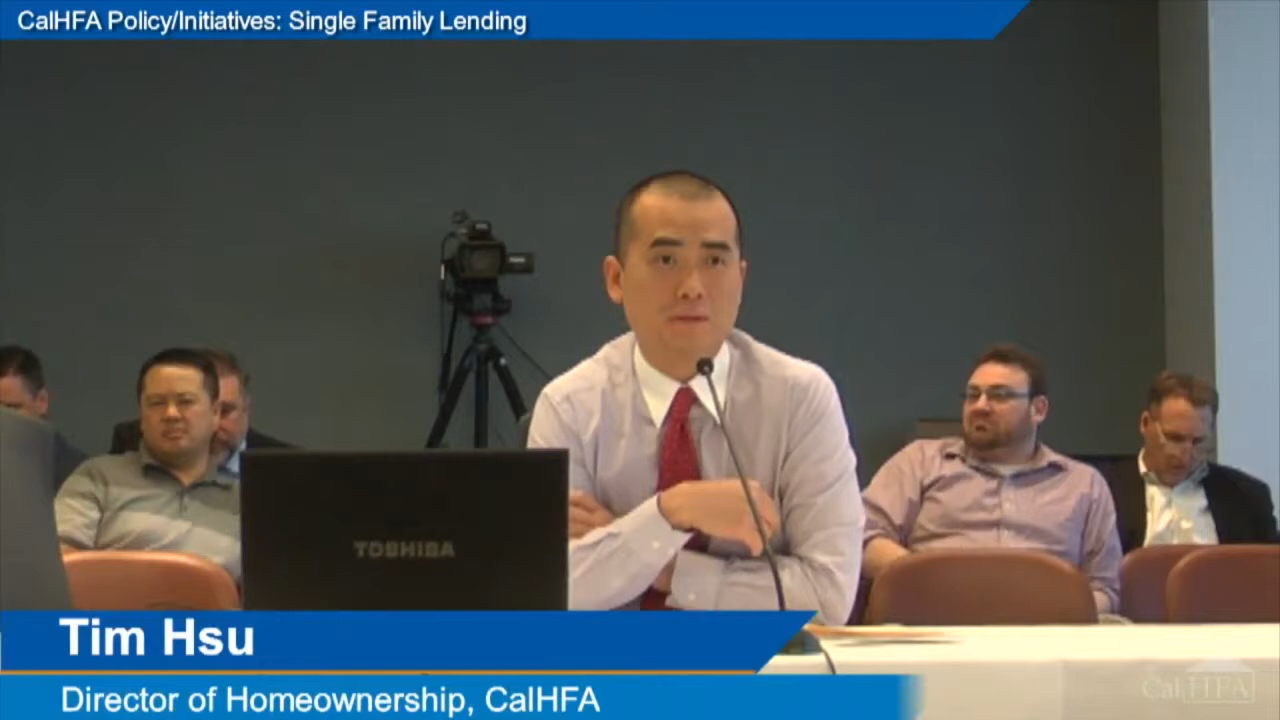 CalHFA Policy/Initiatives: Single Family Lending
TOSHIBA
Tim Hsu
Director of Homeownership, CalHFA
CalHFA